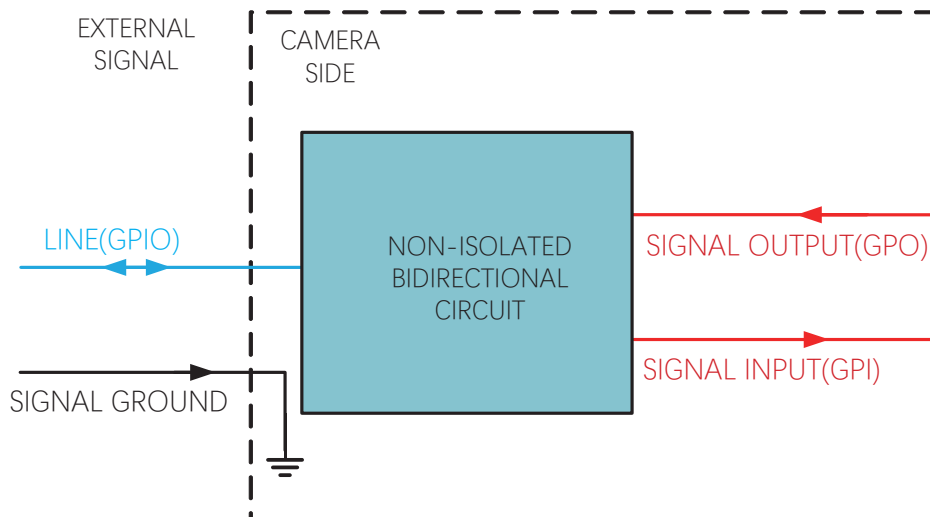 EXTERNAL
SIGNAL
CAMERA
SIDE
LINE(GPIO)
NON-ISOLATED
BIDIRECTIONAL
CIRCUIT
SIGNAL OUTPUT(GPO)
SIGNAL INPUT(GPI)
SIGNAL GROUND